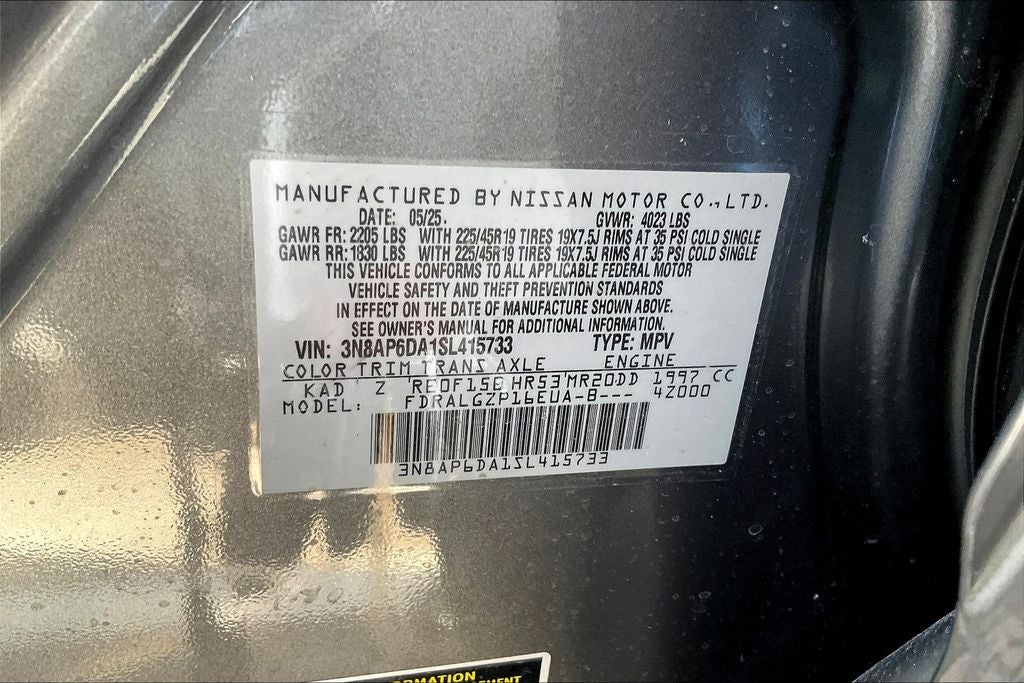 MANUFACTURED BY NISSAN MOTOR CO.,LTD.
DATE: 05/25. GVWR: 4023 LBS
GAWR FR: 2205 LBS WITH 225/45R19 TIRES 19X7.5J RIMS AT 35 PSI COLD SINGLE
GAWR RR: 1830 LBS WITH 225/45R19 TIRES 19X7.5J RIMS AT 35 PSI COLD SINGLE
THIS VEHICLE CONFORMS TO ALL APPLICABLE FEDERAL MOTOR
VEHICLE SAFETY AND THEFT PREVENTION STANDARDS
IN EFFECT ON THE DATE OF MANUFACTURE SHOWN ABOVE.
SEE OWNER'S MANUAL FOR ADDITIONAL INFORMATION.
VIN: 3N8AP6DA1SL415733 TYPE: MPV
COLOR TRIM TRANS AXLE ENGINE
KAD Z RE0F15B HR53 MR20DD 1997 CC
MODEL: FDRALGZP16EUA-B--- 4Z000
3N8AP6DA1SL415733